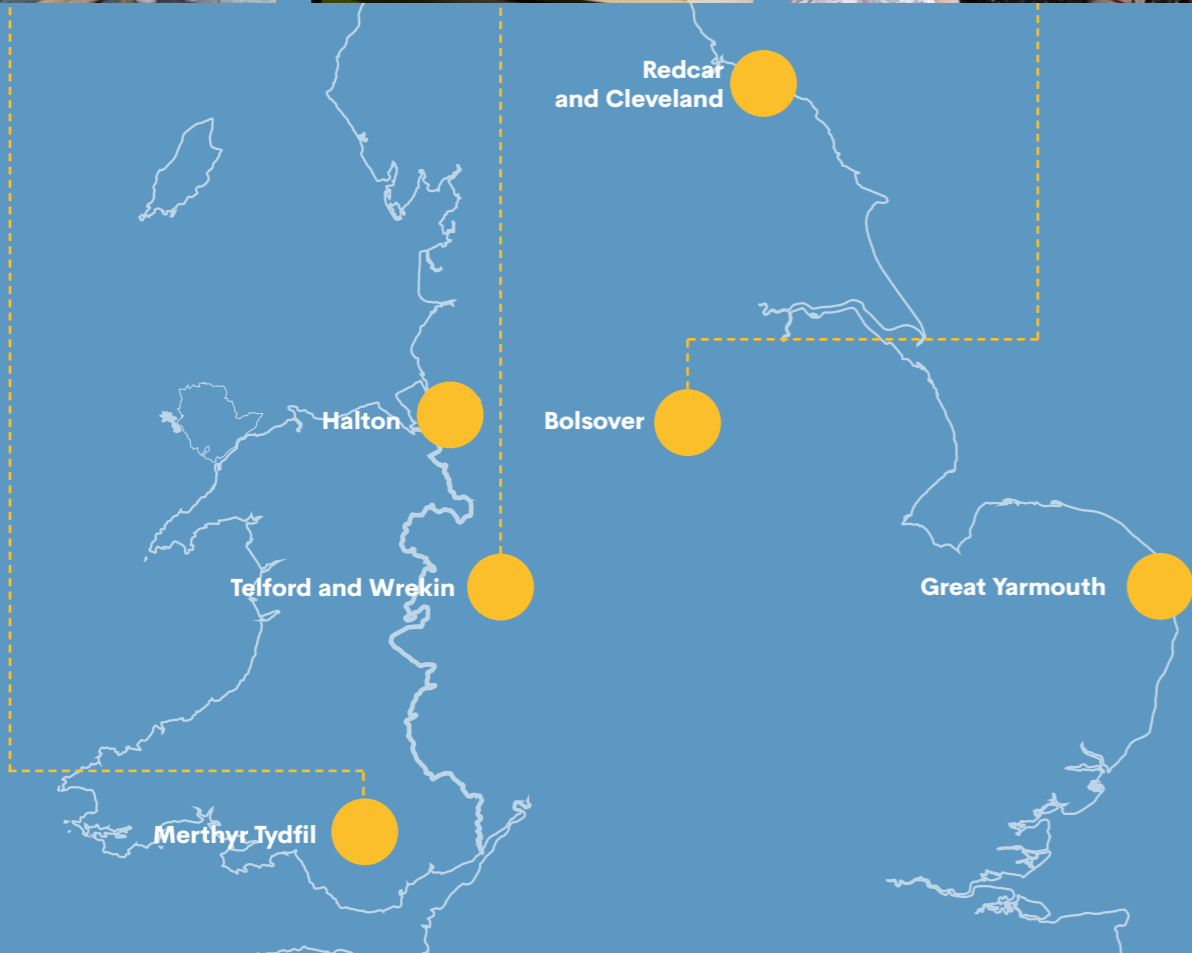 Redcar
and Cleveland
Halton
Bolsover
Telford and Wrekin
Great Yarmouth
Merthyr Tydfil